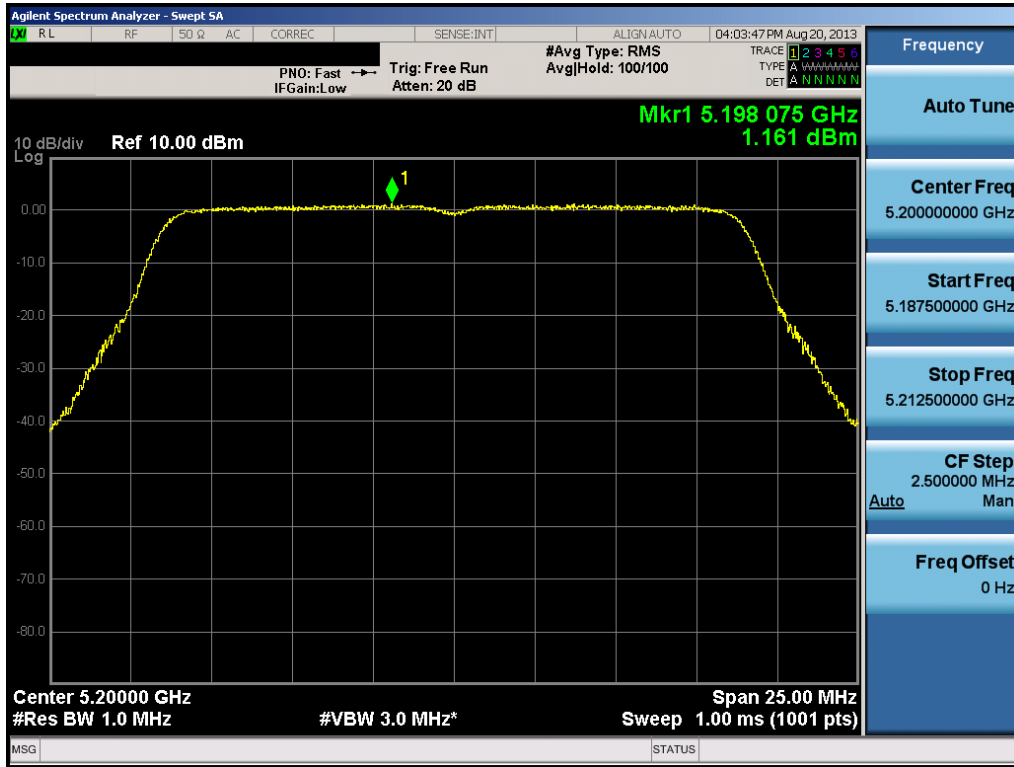 Agilent Spectrum Analyzer - Swept SA
LXI RL RF 50 Ω AC CORREC SENSE:INT ALIGN AUTO 04:03:47 PM Aug 20, 2013
PNO: Fast
IFGain:Low
Trig: Free Run
Atten: 20 dB
#Avg Type: RMS
Avg|Hold: 100/100
TRACE 1 2 3 4 5 6
TYPE A WWWWW
DET A N N N N N
Mkr1 5.198 075 GHz
1.161 dBm
10 dB/div Ref 10.00 dBm
Log
1
0.00
-10.0
-20.0
-30.0
-40.0
-50.0
-60.0
-70.0
-80.0
Center 5.20000 GHz Span 25.00 MHz
#Res BW 1.0 MHz #VBW 3.0 MHz* Sweep 1.00 ms (1001 pts)
MSG STATUS
Frequency
Auto Tune
Center Freq
5.200000000 GHz
Start Freq
5.187500000 GHz
Stop Freq
5.212500000 GHz
CF Step
2.500000 MHz
Auto Man
Freq Offset
0 Hz